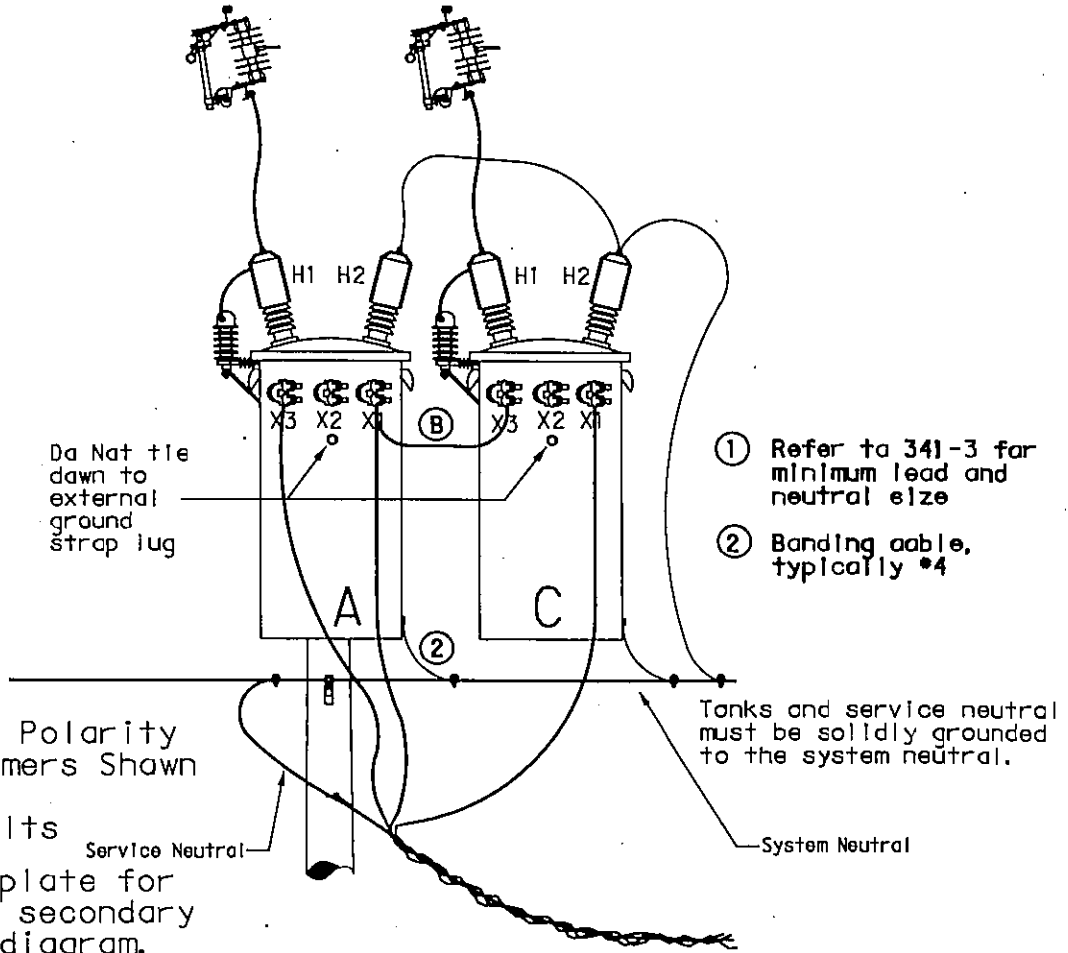 H1 H2 H1 H2
X3 X2 X1 B X3 X2 X1
Da Nat tie
dawn to
external
ground
strap lug
① Refer ta 341-3 far
minimum lead and
neutral eize
② Banding aable,
typically #4
A C
②
Tanks and service neutral
must be solidly grounded
to the system neutral.
Polarity
mers Shawn
lts
Service Neutral
System Neutral
plate for
secondary
diagram.